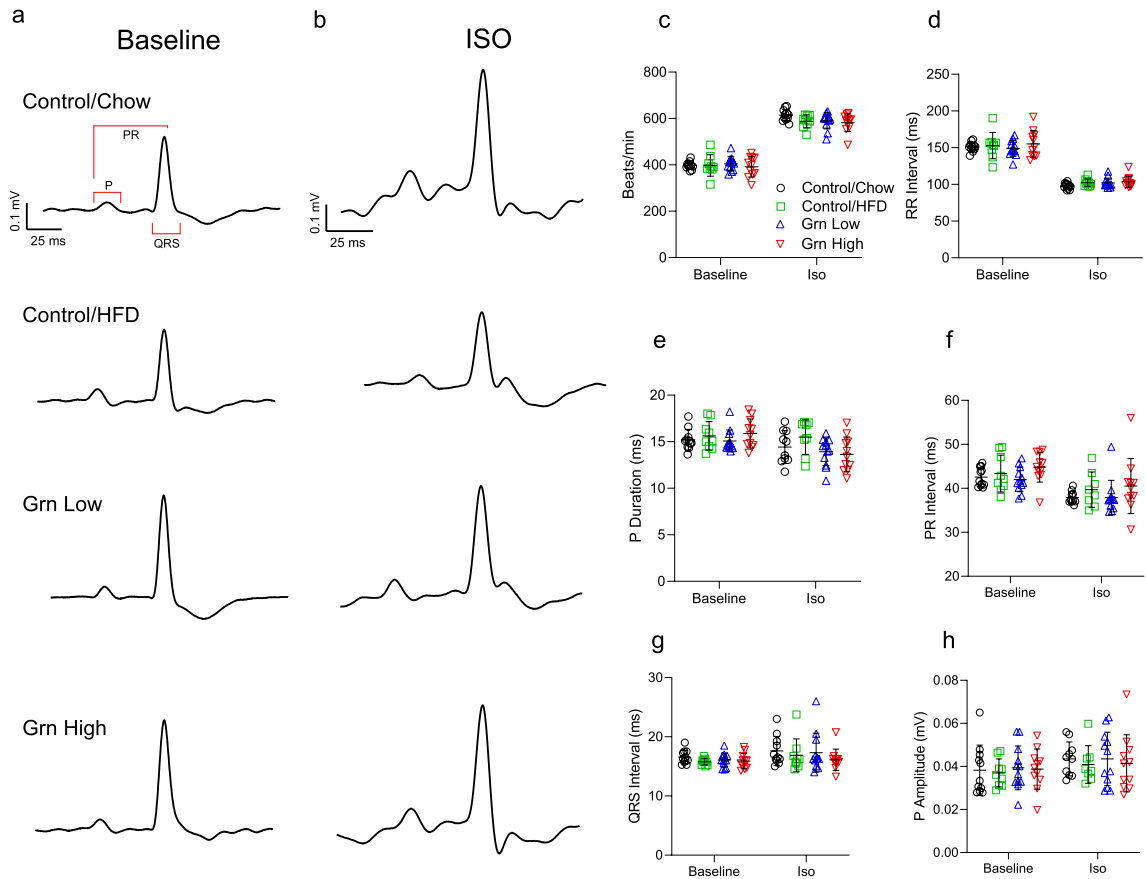 a
Baseline
b
ISO
Control/Chow
PR
P
QRS
0.1 mV
25 ms
0.1 mV
25 ms
Control/HFD
Grn Low
Grn High
c
Beats/min
800
600
400
200
0
Baseline
Iso
Control/Chow
Control/HFD
Grn Low
Grn High
d
RR Interval (ms)
250
200
150
100
50
0
Baseline
Iso
e
P Duration (ms)
20
15
10
5
0
Baseline
Iso
f
PR Interval (ms)
60
50
40
30
20
Baseline
Iso
g
QRS Interval (ms)
30
20
10
0
Baseline
Iso
h
P Amplitude (mV)
0.08
0.06
0.04
0.02
0.00
Baseline
Iso